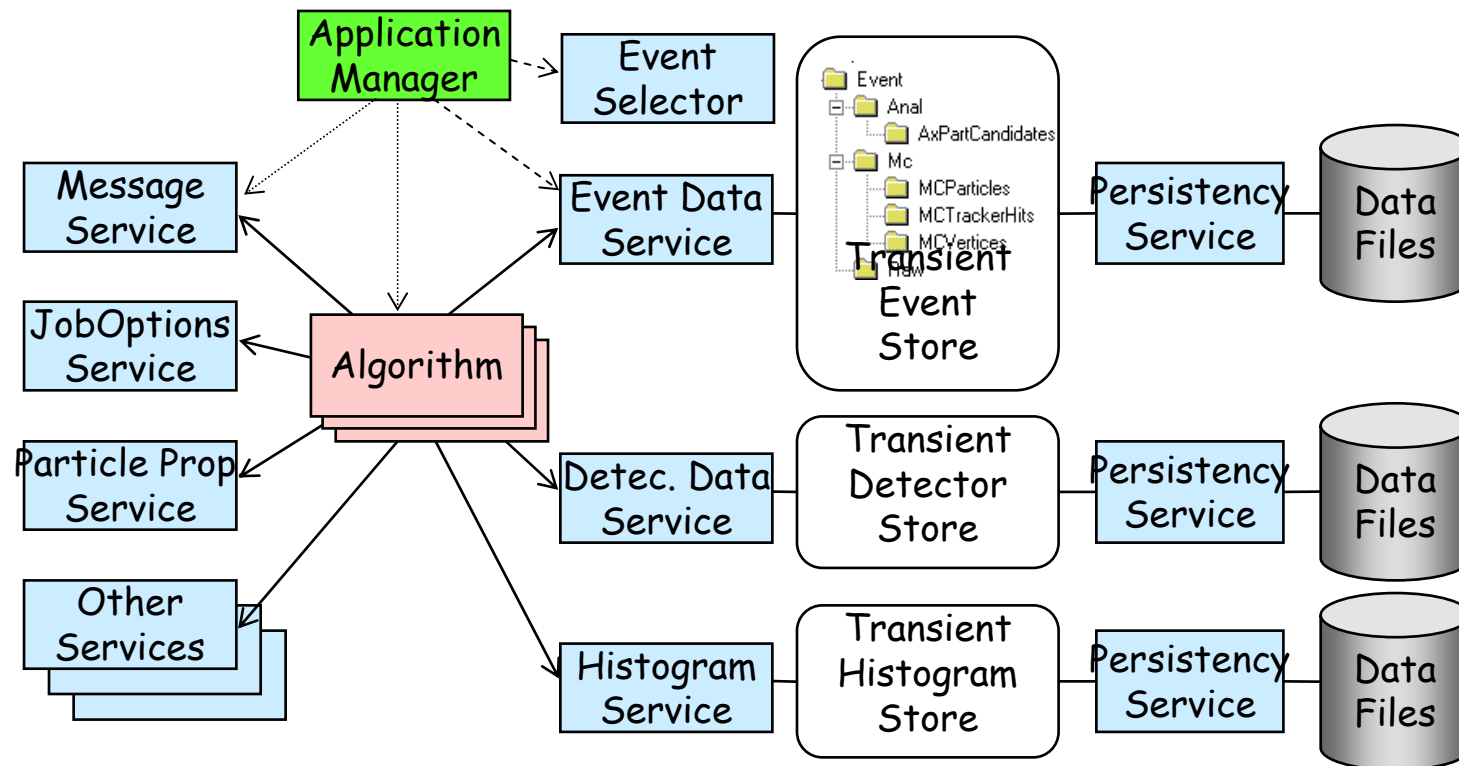 Application
Manager
Event
Selector
Event
Anal
AxPartCandidates
Mc
MCParticles
MCTrackerHits
MCVertices
Raw
Transient
Event
Store
Message
Service
Event Data
Service
Persistency
Service
Data
Files
JobOptions
Service
Algorithm
Particle Prop
Service
Detec. Data
Service
Transient
Detector
Store
Persistency
Service
Data
Files
Other
Services
Histogram
Service
Transient
Histogram
Store
Persistency
Service
Data
Files